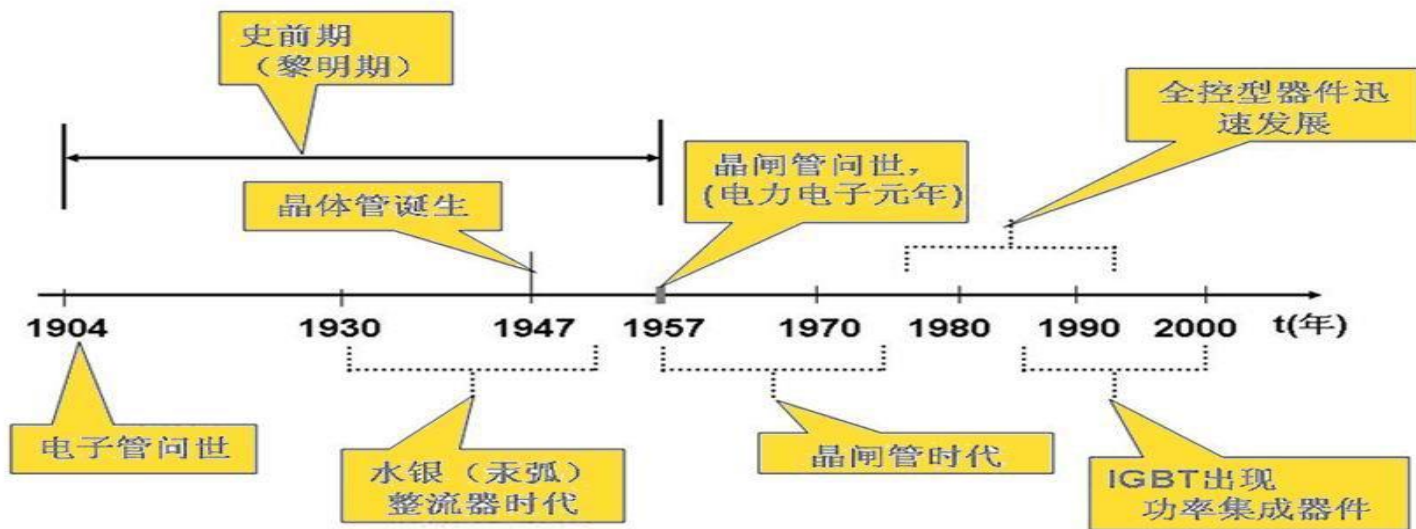 史前期
（黎明期）
全控型器件迅
速发展
晶闸管问世，
(电力电子元年)
晶体管诞生
1904 1930 1947 1957 1970 1980 1990 2000 t(年)
电子管问世
水银（汞弧）
整流器时代
晶闸管时代
IGBT出现
功率集成器件